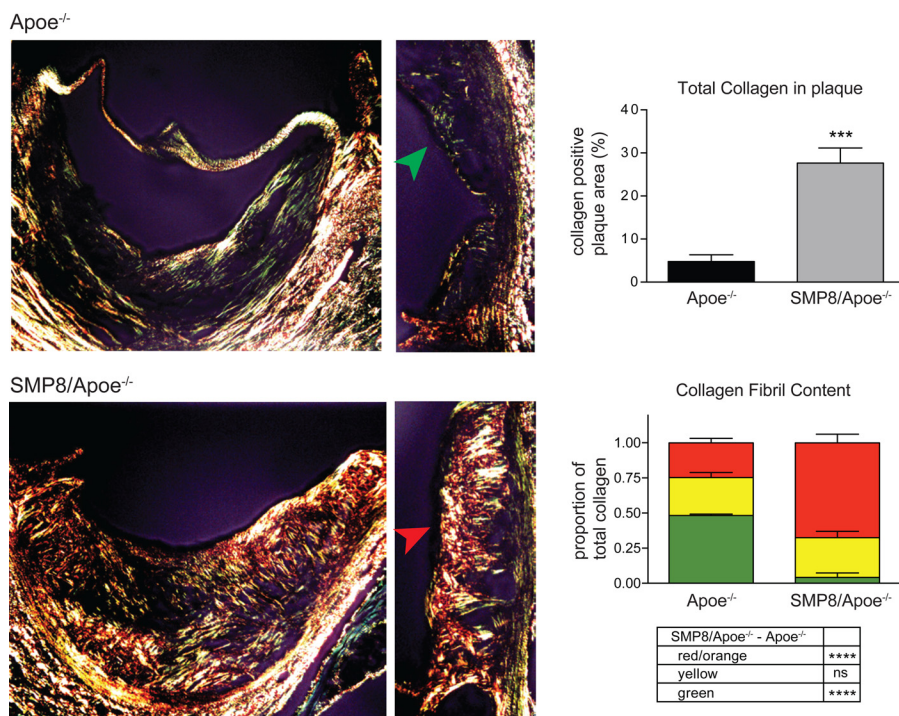 Apoe-/-
Total Collagen in plaque
collagen positive
plaque area (%)
40
30
20
10
0
***
Apoe-/-
SMP8/Apoe-/-
SMP8/Apoe-/-
Collagen Fibril Content
proportion of
total collagen
1.00
0.75
0.50
0.25
0.00
Apoe-/-
SMP8/Apoe-/-
SMP8/Apoe-/- - Apoe-/-
red/orange ****
yellow ns
green ****